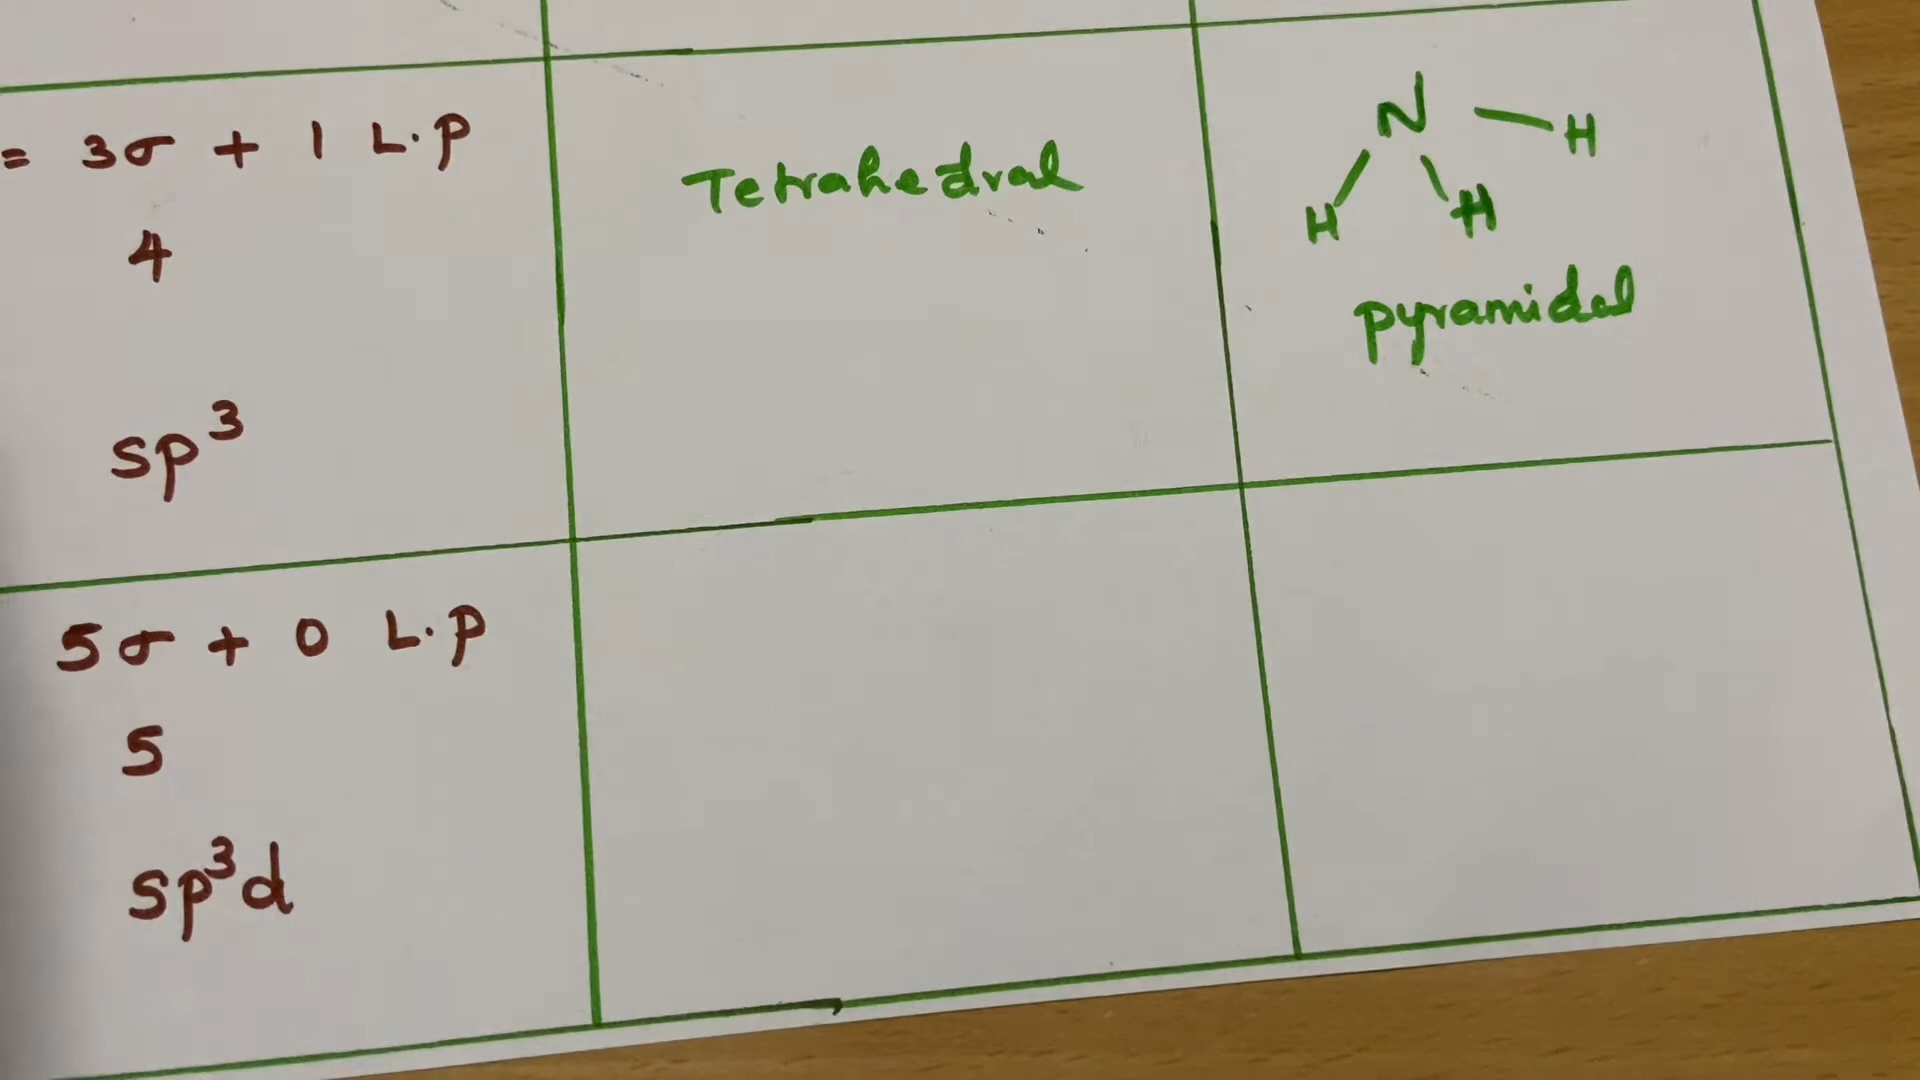 = 3σ + 1 L.P
4
sp³
Tetrahedral
N
H
H
H
pyramidal
5σ + 0 L.P
5
sp³d